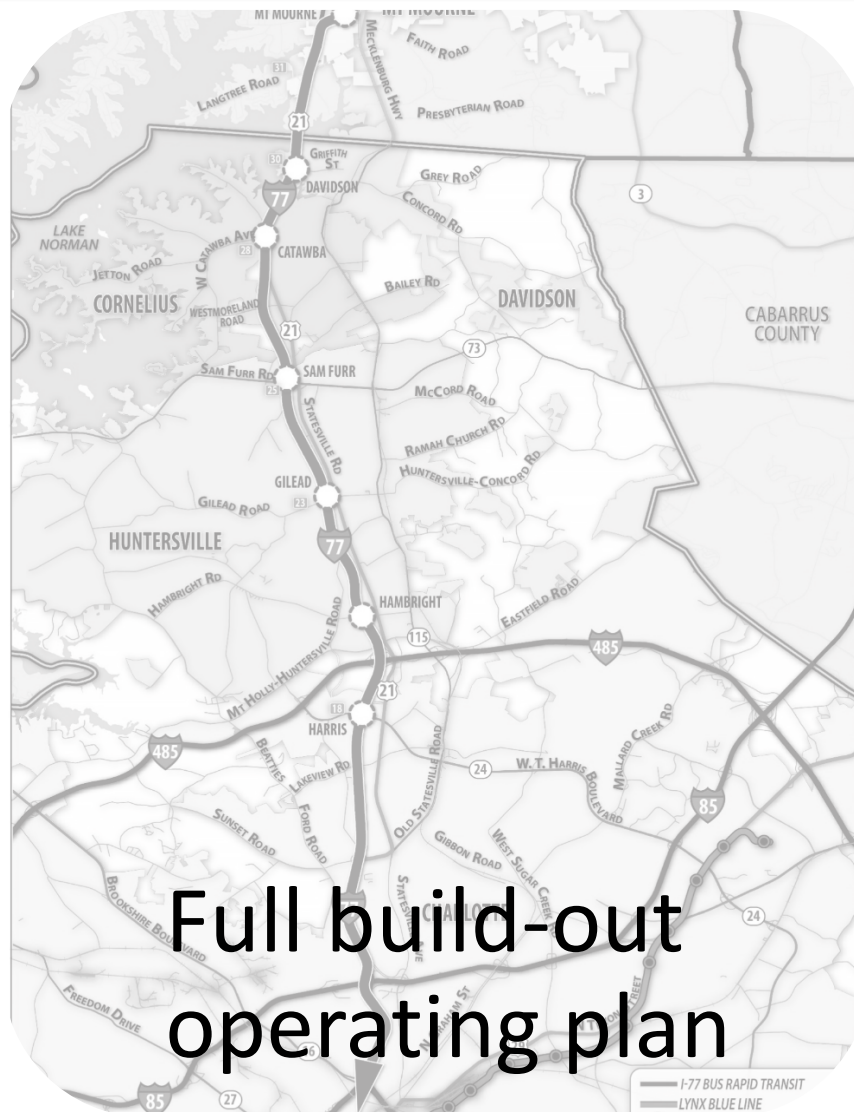 MT MOURNE
MT MOURNE
MECKLENBURG HWY
FAITH ROAD
31
LANGTREE ROAD
PRESBYTERIAN ROAD
21
30
GRIFFITH
ST
GREY ROAD
DAVIDSON
77
3
CONCORD RD
LAKE
NORMAN
W CATAWBA AV
28
CATAWBA
JETTON ROAD
BAILEY RD
CORNELIUS
DAVIDSON
WESTMORELAND
ROAD
CABARRUS
COUNTY
21
73
SAM FURR RD
SAM FURR
25
MCCORD ROAD
STATESVILLE RD
RAMAH CHURCH RD
HUNTERSVILLE-CONCORD RD
GILEAD
23
GILEAD ROAD
HUNTERSVILLE
77
HAMBRIGHT RD
EASTFIELD ROAD
HAMBRIGHT
115
485
MT HOLLY-HUNTERSVILLE ROAD
21
18
HARRIS
MALLARD CREEK RD
485
BEATTIES
FORD ROAD
LAKEVIEW RD
24
W. T. HARRIS
BOULEVARD
85
OLD STATESVILLE ROAD
SUNSET ROAD
GIBBON ROAD
WEST SUGAR CREEK RD
BROOKSHIRE BOULEVARD
CHARLOTTE
24
Full build-out
operating plan
FREEDOM DRIVE
N GRAHAM ST
85
27
I-77 BUS RAPID TRANSIT
LYNX BLUE LINE